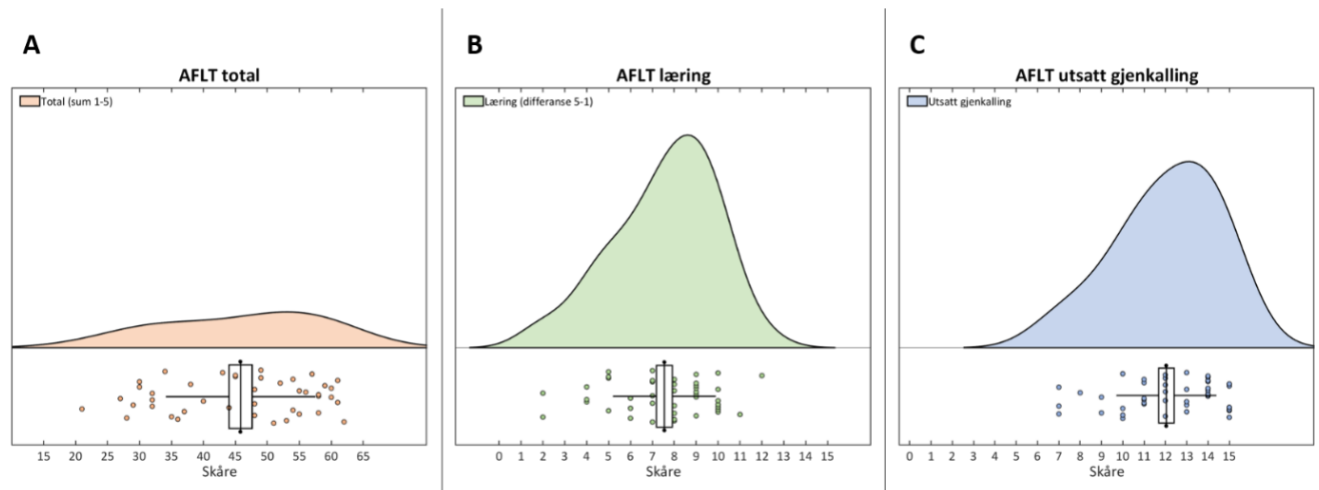 A
AFLT total
Total (sum 1-5)
15 20 25 30 35 40 45 50 55 60 65
Skåre
B
AFLT læring
Læring (differanse 5-1)
0 1 2 3 4 5 6 7 8 9 10 11 12 13 14 15
Skåre
C
AFLT utsatt gjenkalling
Utsatt gjenkalling
0 1 2 3 4 5 6 7 8 9 10 11 12 13 14 15
Skåre